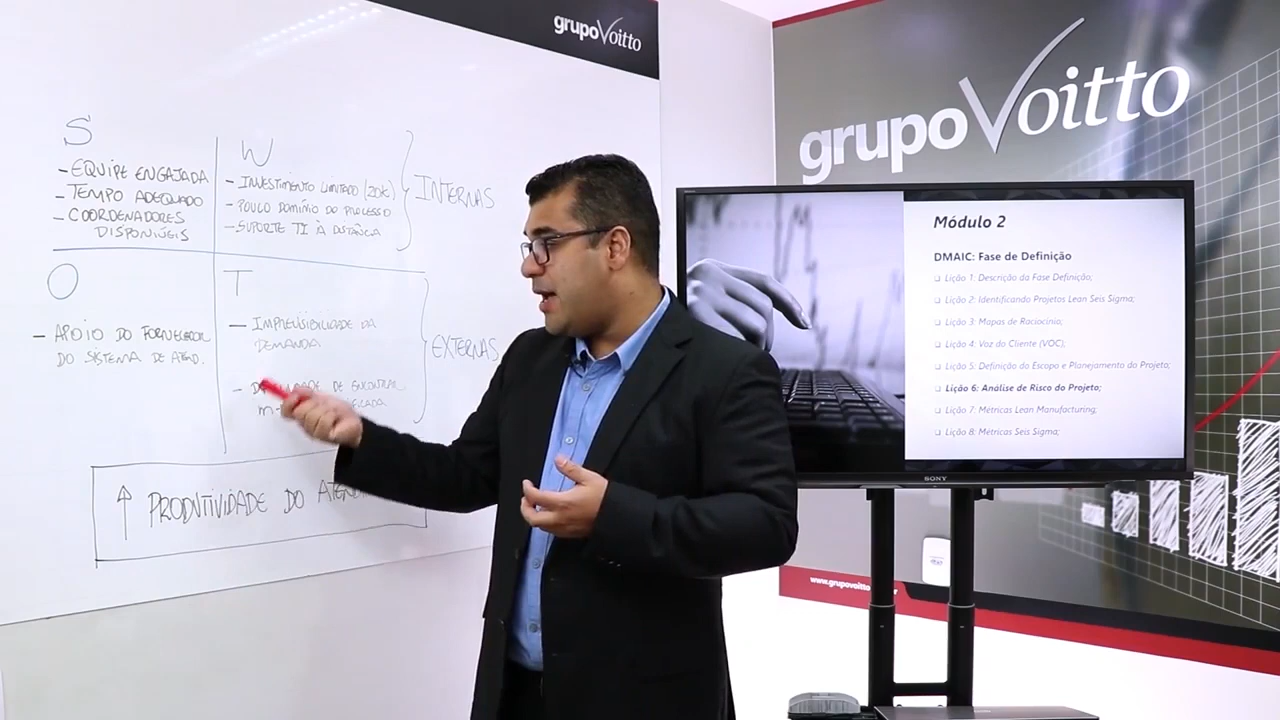 grupoVoitto
grupoVoitto
S
- EQUIPE ENGAJADA
- TEMPO ADEQUADO
- COORDENADORES
DISPONÍVEIS
W
- INVESTIMENTO LIMITADO
- POUCO DOMÍNIO DO PROCESSO
- SUPORTE TI À DISTÂNCIA
INTERNAS
O
- APOIO DO FORNECEDOR
DO SISTEMA DE ATEND.
T
- IMPREVISIBILIDADE DA
DEMANDA
- DE ENCONTRAR
EXTERNAS
↑ PRODUTIVIDADE DO
Módulo 2
DMAIC: Fase de Definição
❑ Lição 1: Descrição da Fase Definição;
❑ Lição 2: Identificando Projetos Lean Seis Sigma;
❑ Lição 3: Mapas de Raciocínio;
❑ Lição 4: Voz do Cliente (VOC);
❑ Lição 5: Definição do Escopo e Planejamento do Projeto;
❑ Lição 6: Análise de Risco do Projeto;
❑ Lição 7: Métricas Lean Manufacturing;
❑ Lição 8: Métricas Seis Sigma;
SONY
www.grupovoitto